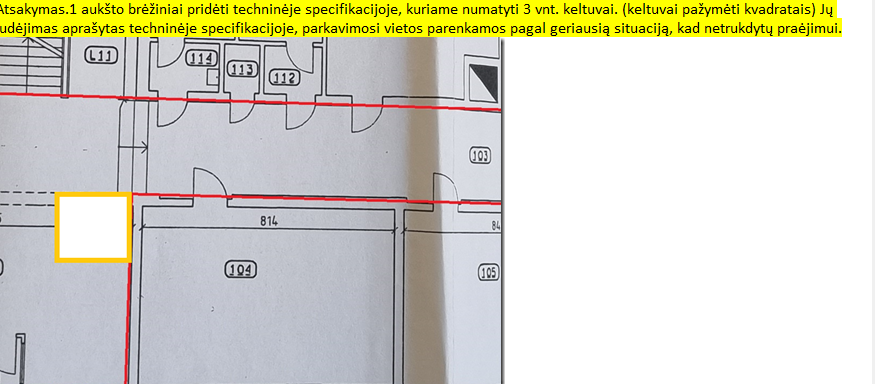 Atsakymas.1 aukšto brėžiniai pridėti techninėje specifikacijoje, kuriame numatyti 3 vnt. keltuvai. (keltuvai pažymėti kvadratais) Jų
udėjimas aprašytas techninėje specifikacijoje, parkavimosi vietos parenkamos pagal geriausią situaciją, kad netrukdytų praėjimui.
L11
114
113
112
103
814
84
104
105